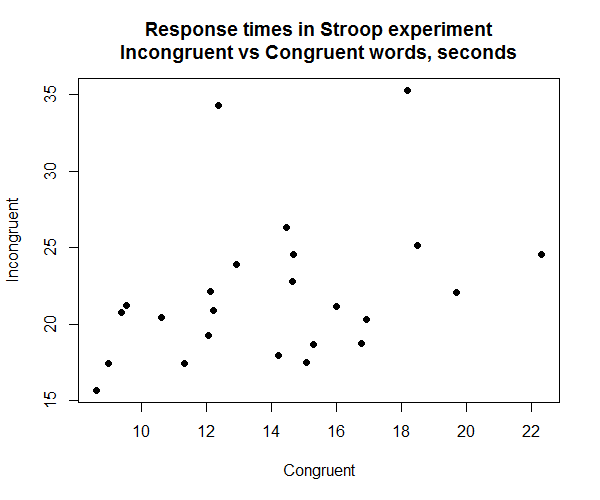 Response times in Stroop experiment
Incongruent vs Congruent words, seconds
35
30
25
20
15
Incongruent
10 12 14 16 18 20 22
Congruent